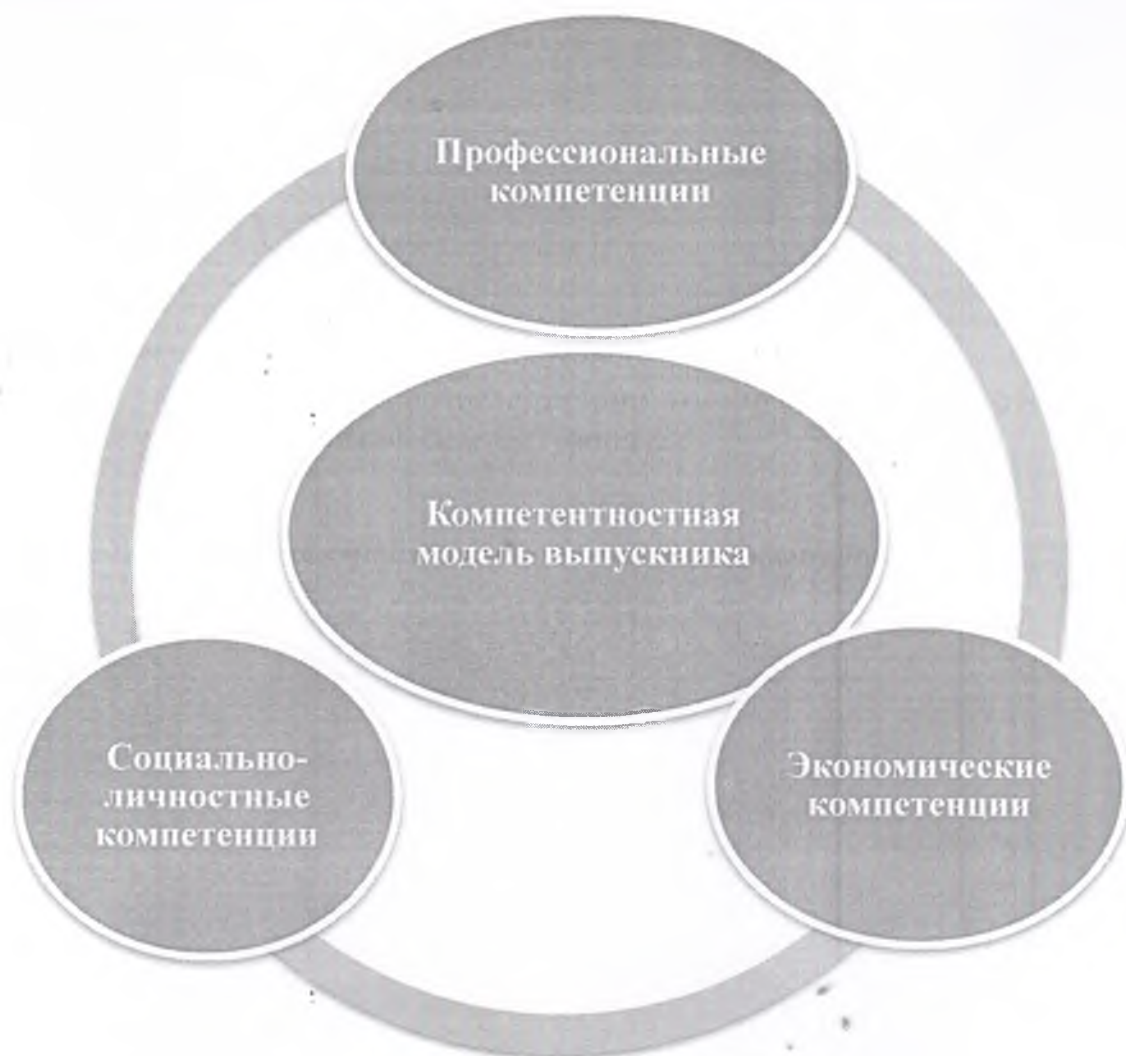 Профессиональные
компетенции
Компетентностная
модель выпускника
Социально-
личностные
компетенции
Экономические
компетенции